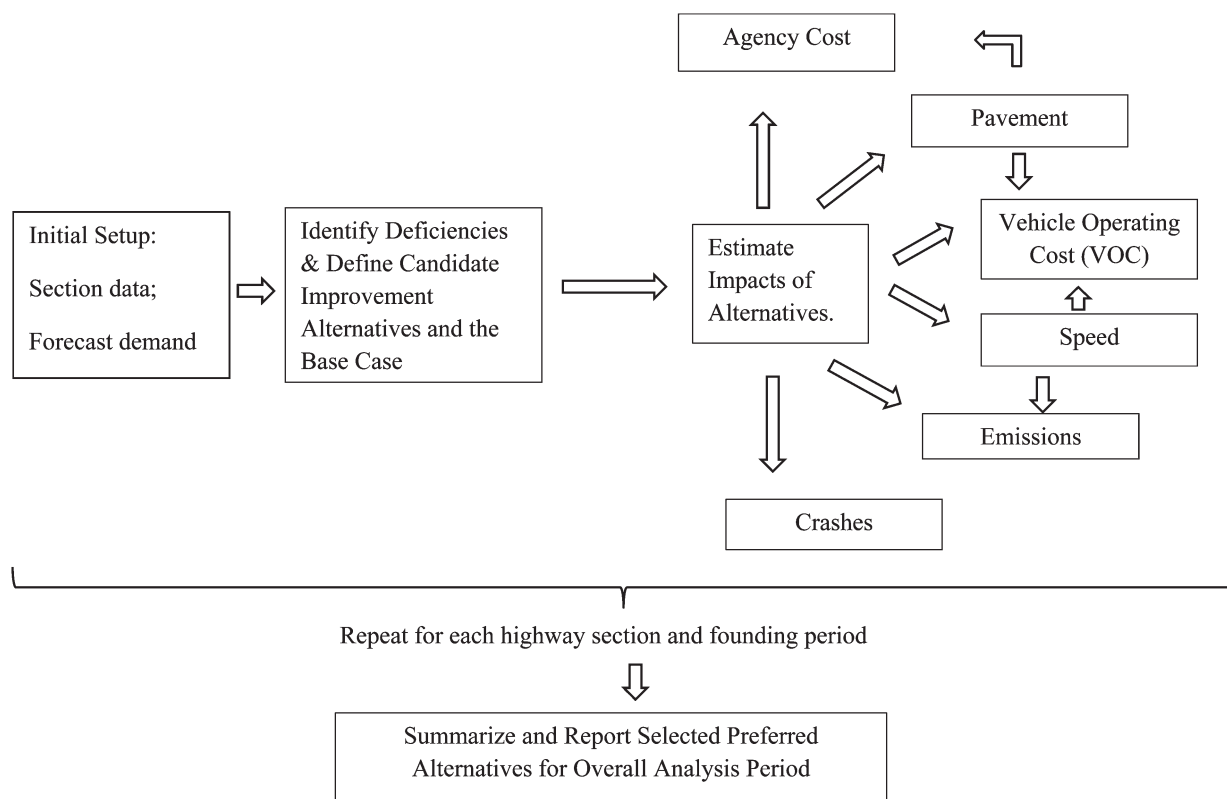 Agency Cost
Pavement
Initial Setup:
Section data;
Forecast demand
Identify Deficiencies
& Define Candidate
Improvement
Alternatives and the
Base Case
Estimate
Impacts of
Alternatives.
Vehicle Operating
Cost (VOC)
Speed
Emissions
Crashes
Repeat for each highway section and founding period
Summarize and Report Selected Preferred
Alternatives for Overall Analysis Period